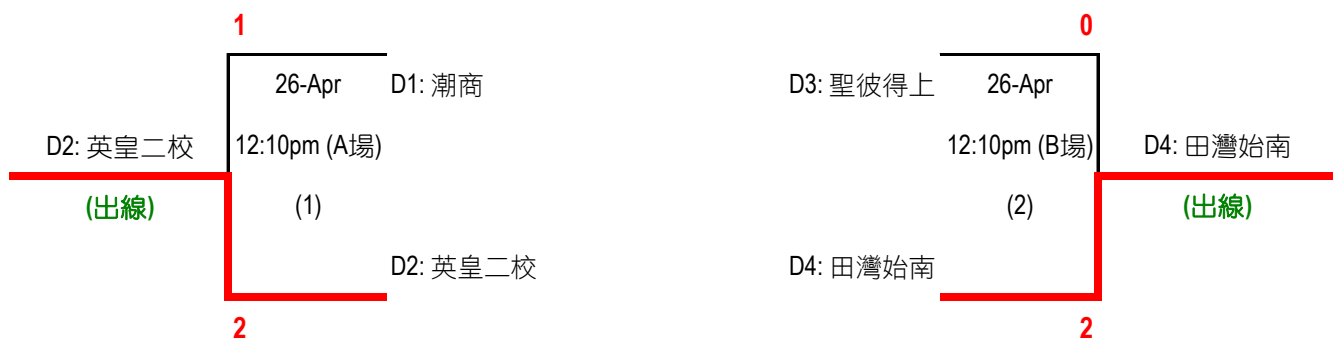 1
26-Apr
D1: 潮商
D2: 英皇二校
12:10pm (A場)
(出線)
(1)
D2: 英皇二校
2
0
D3: 聖彼得上
26-Apr
12:10pm (B場)
D4: 田灣始南
(2)
(出線)
D4: 田灣始南
2